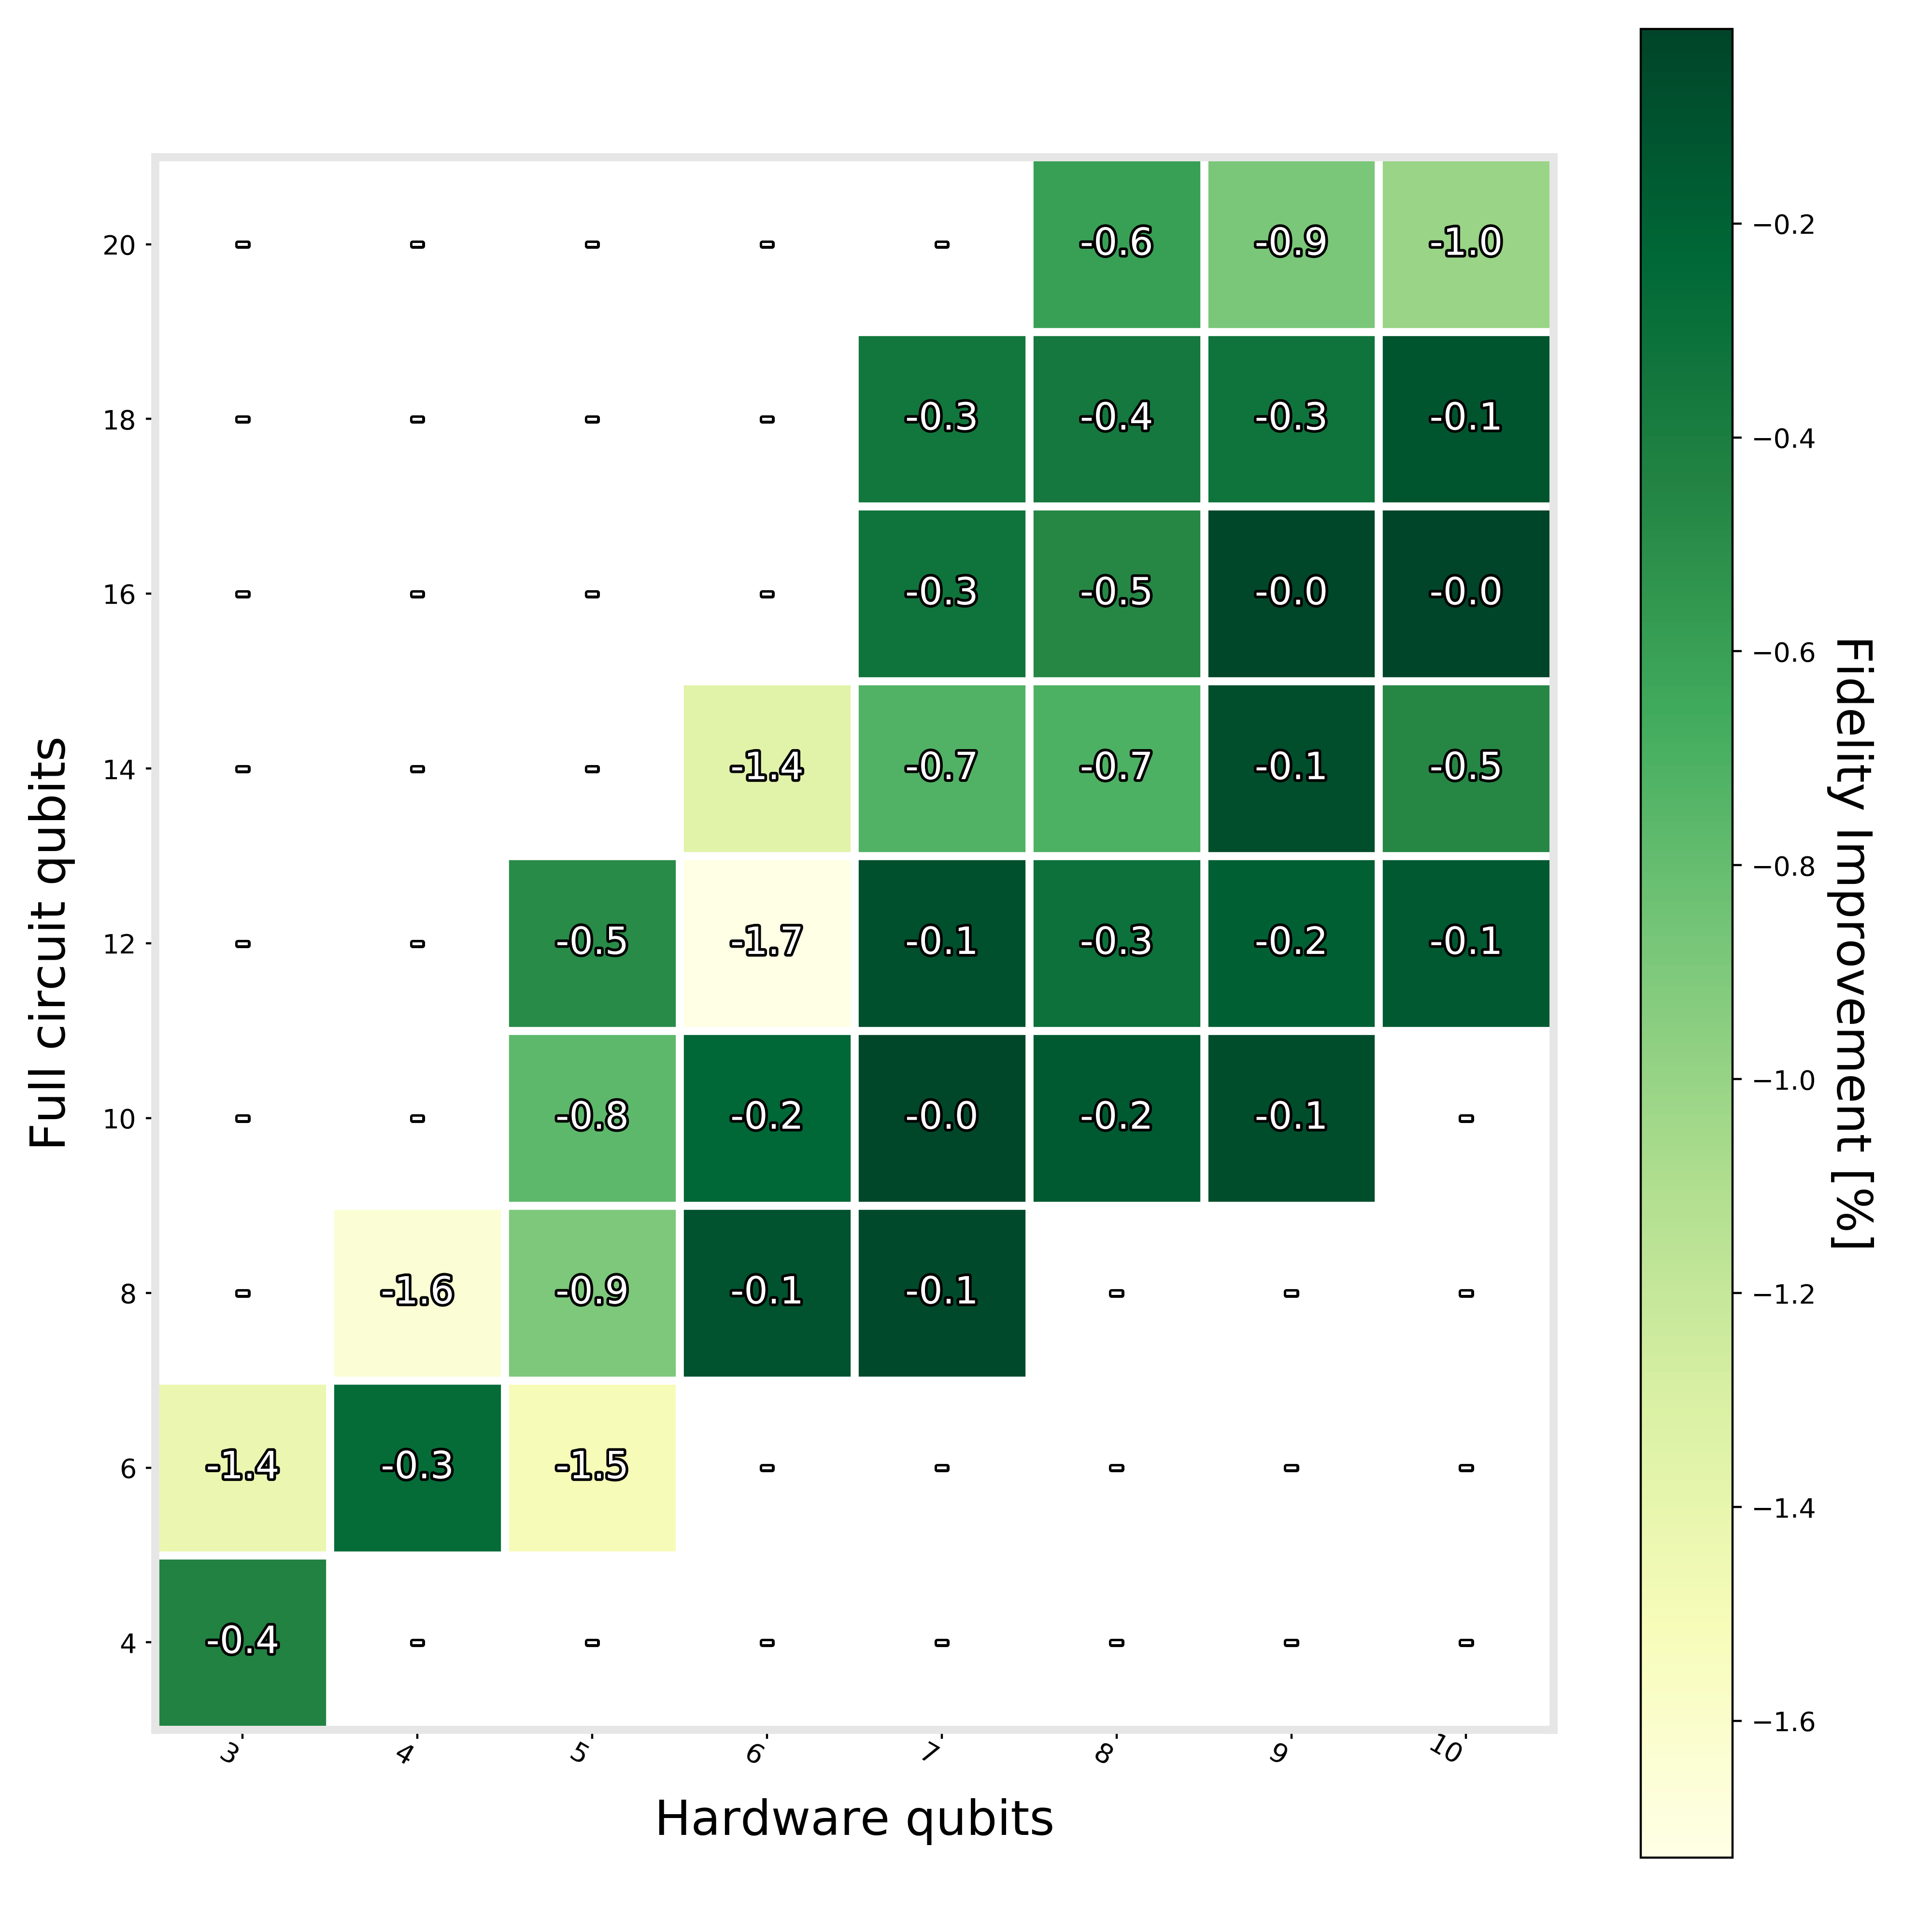 20 - - - - - -0.6 -0.9 -1.0
18 - - - - -0.3 -0.4 -0.3 -0.1
16 - - - - -0.3 -0.5 -0.0 -0.0
14 - - - -1.4 -0.7 -0.7 -0.1 -0.5
12 - - -0.5 -1.7 -0.1 -0.3 -0.2 -0.1
10 - - -0.8 -0.2 -0.0 -0.2 -0.1 -
8 - -1.6 -0.9 -0.1 -0.1 - - -
6 -1.4 -0.3 -1.5 - - - - -
4 -0.4 - - - - - - -
3 4 5 6 7 8 9 10
Hardware qubits
Full circuit qubits
−0.2
−0.4
−0.6
−0.8
−1.0
−1.2
−1.4
−1.6
Fidelity Improvement [%]